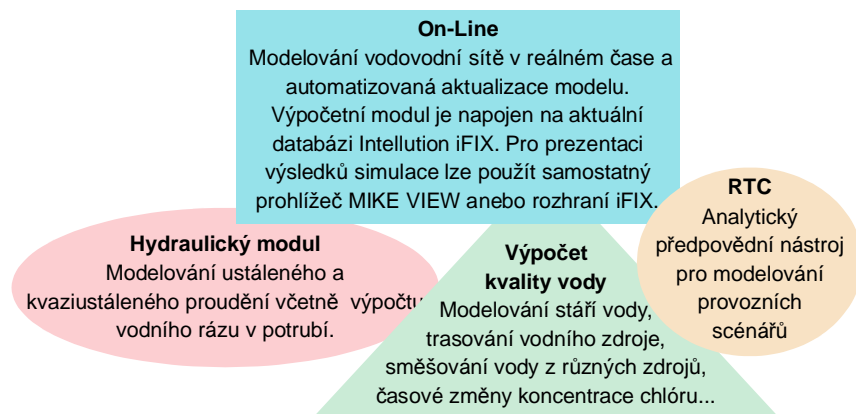 On-Line
Modelování vodovodní sítě v reálném čase a
automatizovaná aktualizace modelu.
Výpočetní modul je napojen na aktuální
databázi Intellution iFIX. Pro prezentaci
výsledků simulace lze použít samostatný
prohlížeč MIKE VIEW anebo rozhraní iFIX.
Hydraulický modul
Modelování ustáleného a
kvaziustáleného proudění včetně výpočtu
vodního rázu v potrubí.
Výpočet
kvality vody
Modelování stáří vody,
trasování vodního zdroje,
směšování vody z různých zdrojů,
časové změny koncentrace chlóru...
RTC
Analytický
předpovědní nástroj
pro modelování
provozních
scénářů